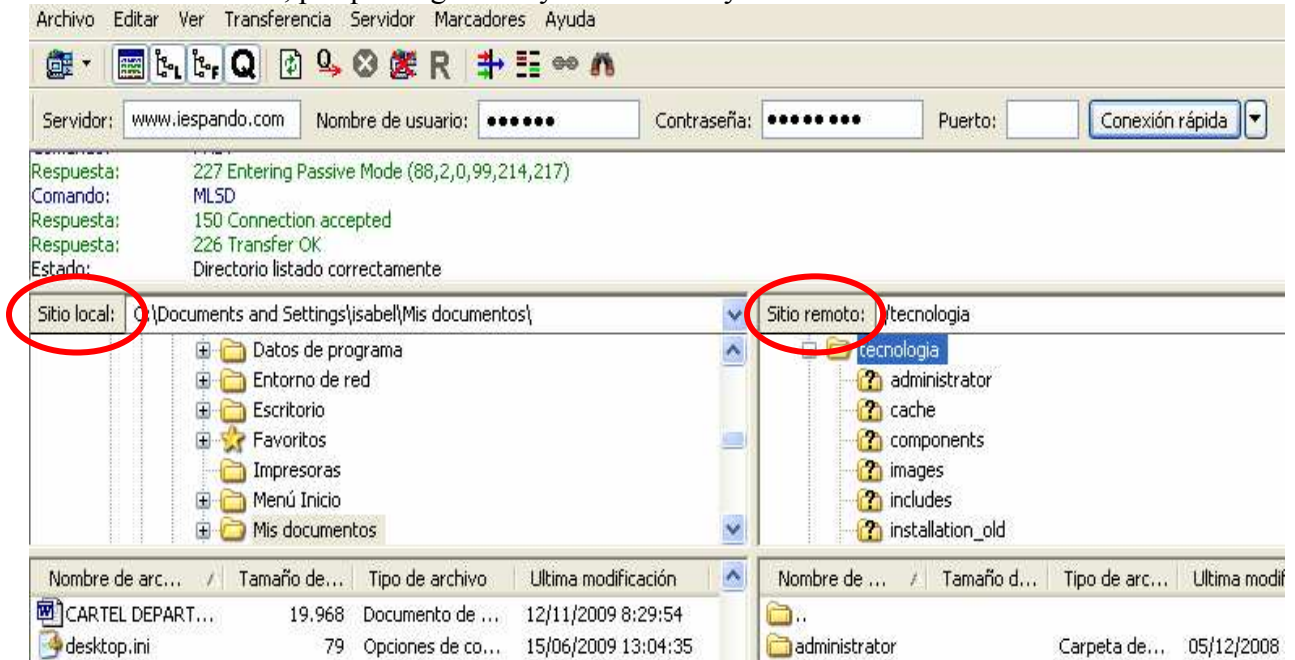 Archivo Editar Ver Transferencia Servidor Marcadores Ayuda
Servidor: www.iespando.com Nombre de usuario: •••••• Contraseña: •••••••• Puerto: Conexión rápida
Respuesta: 227 Entering Passive Mode (88,2,0,99,214,217)
Comando: MLSD
Respuesta: 150 Connection accepted
Respuesta: 226 Transfer OK
Estado: Directorio listado correctamente
Sitio local: C:\Documents and Settings\isabel\Mis documentos\
Datos de programa
Entorno de red
Escritorio
Favoritos
Impresoras
Menú Inicio
Mis documentos
Sitio remoto: /tecnologia
tecnologia
administrator
cache
components
images
includes
installation_old
Nombre de arc... / Tamaño de... Tipo de archivo Ultima modificación
CARTEL DEPART... 19.968 Documento de ... 12/11/2009 8:29:54
desktop.ini 79 Opciones de co... 15/06/2009 13:04:35
Nombre de ... / Tamaño d... Tipo de arc... Ultima modif
..
administrator Carpeta de... 05/12/2008